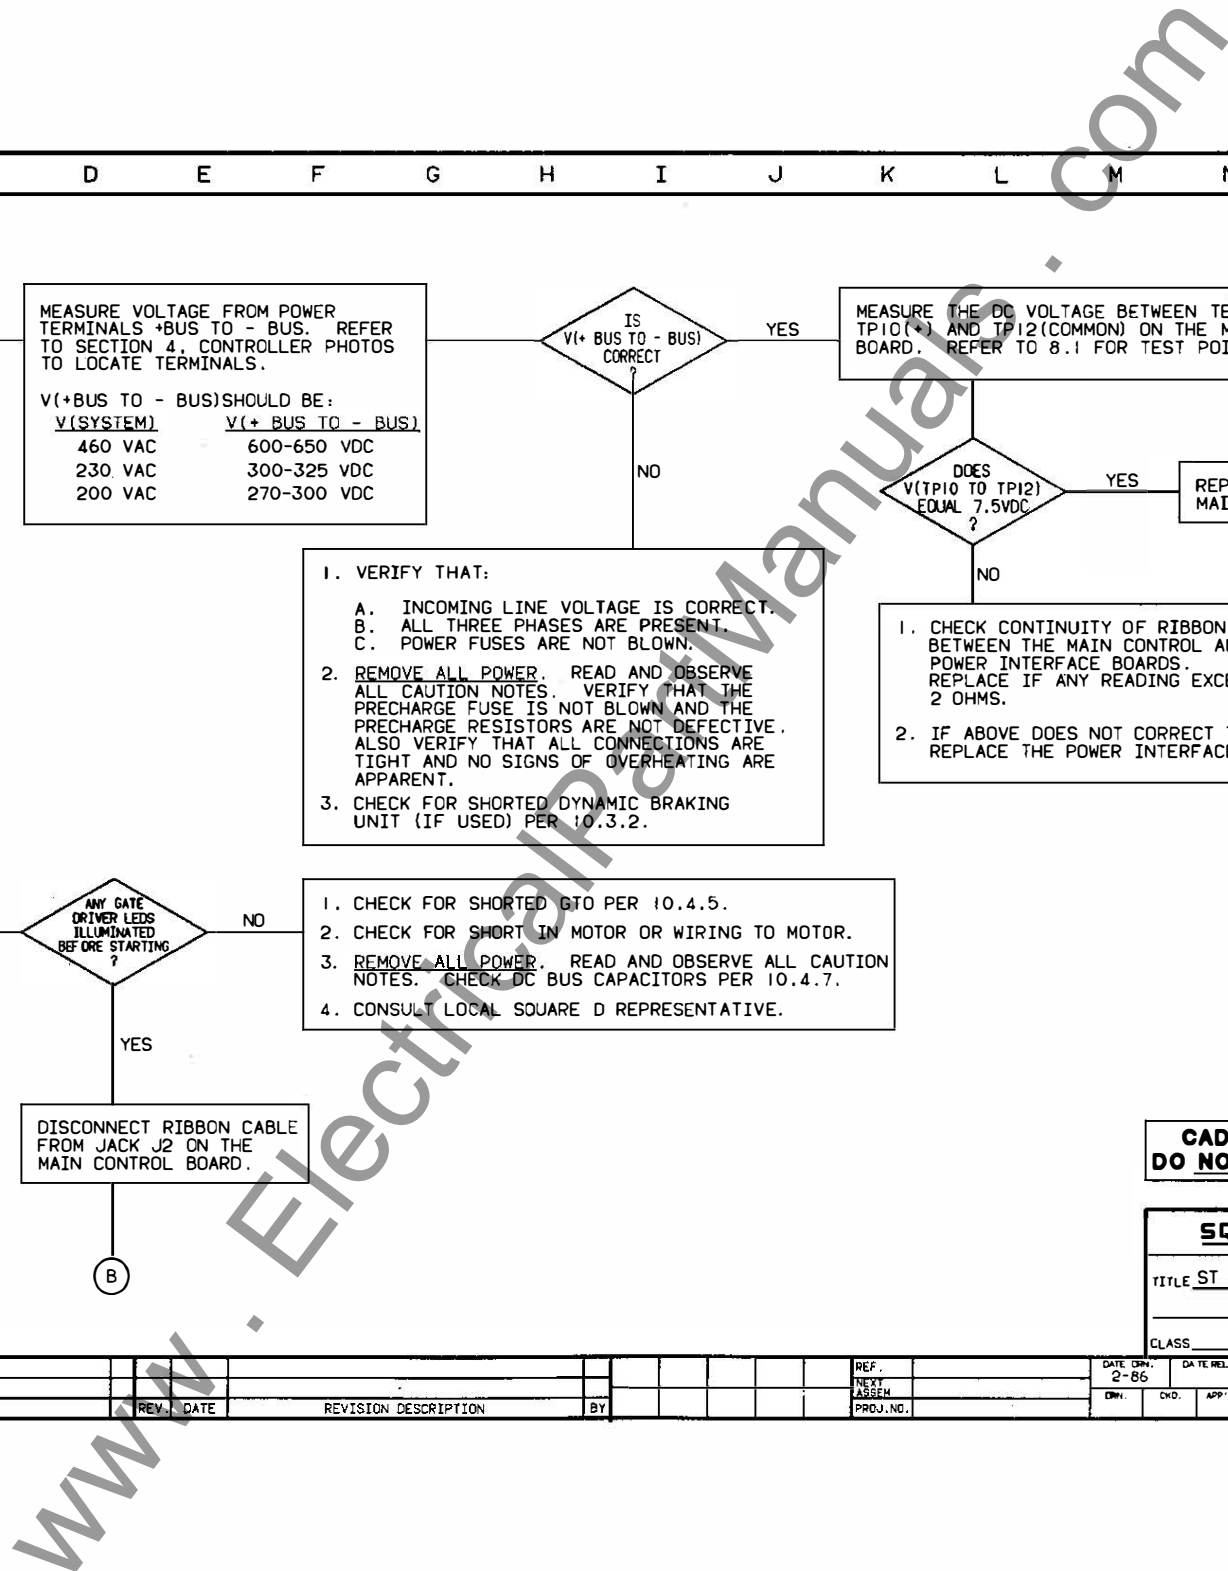 D E F G H I J K L M
MEASURE VOLTAGE FROM POWER
TERMINALS +BUS TO - BUS. REFER
TO SECTION 4, CONTROLLER PHOTOS
TO LOCATE TERMINALS.
V(+BUS TO - BUS)SHOULD BE:
V(SYSTEM) V(+ BUS TO - BUS)
460 VAC 600-650 VDC
230 VAC 300-325 VDC
200 VAC 270-300 VDC
IS
V(+ BUS TO - BUS)
CORRECT
?
YES
NO
MEASURE THE DC VOLTAGE BETWEEN TE
TP10(+) AND TP12(COMMON) ON THE M
BOARD. REFER TO 8.1 FOR TEST POI
DOES
V(TP10 TO TP12)
EQUAL 7.5VDC
?
YES
REP
MAI
NO
1. VERIFY THAT:
A. INCOMING LINE VOLTAGE IS CORRECT.
B. ALL THREE PHASES ARE PRESENT.
C. POWER FUSES ARE NOT BLOWN.
2. REMOVE ALL POWER. READ AND OBSERVE
ALL CAUTION NOTES. VERIFY THAT THE
PRECHARGE FUSE IS NOT BLOWN AND THE
PRECHARGE RESISTORS ARE NOT DEFECTIVE.
ALSO VERIFY THAT ALL CONNECTIONS ARE
TIGHT AND NO SIGNS OF OVERHEATING ARE
APPARENT.
3. CHECK FOR SHORTED DYNAMIC BRAKING
UNIT (IF USED) PER 10.3.2.
1. CHECK CONTINUITY OF RIBBON
BETWEEN THE MAIN CONTROL A
POWER INTERFACE BOARDS.
REPLACE IF ANY READING EXCE
2 OHMS.
2. IF ABOVE DOES NOT CORRECT T
REPLACE THE POWER INTERFAC
ANY GATE
DRIVER LEDS
ILLUMINATED
BEFORE STARTING
?
NO
YES
1. CHECK FOR SHORTED GTO PER 10.4.5.
2. CHECK FOR SHORT IN MOTOR OR WIRING TO MOTOR.
3. REMOVE ALL POWER. READ AND OBSERVE ALL CAUTION
NOTES. CHECK DC BUS CAPACITORS PER 10.4.7.
4. CONSULT LOCAL SQUARE D REPRESENTATIVE.
DISCONNECT RIBBON CABLE
FROM JACK J2 ON THE
MAIN CONTROL BOARD.
B
CAD
DO NO
SQ
TITLE ST
CLASS
REV. DATE REVISION DESCRIPTION BY
REF.
NEXT
ASSEM
PROJ.NO.
DATE DRN. DATE REL
2-86
DRN. CKD. APP'
www.ElectricalPartManuals.com